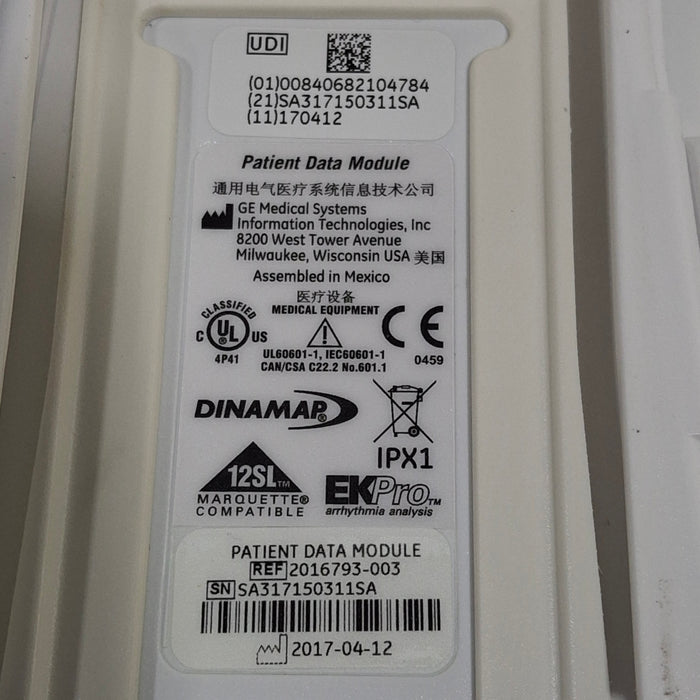 UDI
(01)00840682104784
(21)SA317150311SA
(11)170412
Patient Data Module
通用电气医疗系统信息技术公司
GE Medical Systems
Information Technologies, Inc
8200 West Tower Avenue
Milwaukee, Wisconsin USA 美国
Assembled in Mexico
医疗设备
MEDICAL EQUIPMENT
CLASSIFIED
C UL® US
4P41
UL60601-1, IEC60601-1
CAN/CSA C22.2 No.601.1
CE
0459
DINAMAP®
IPX1
12SL™
MARQUETTE®
COMPATIBLE
EKPro™
arrhythmia analysis
PATIENT DATA MODULE
REF 2016793-003
SN SA317150311SA
2017-04-12